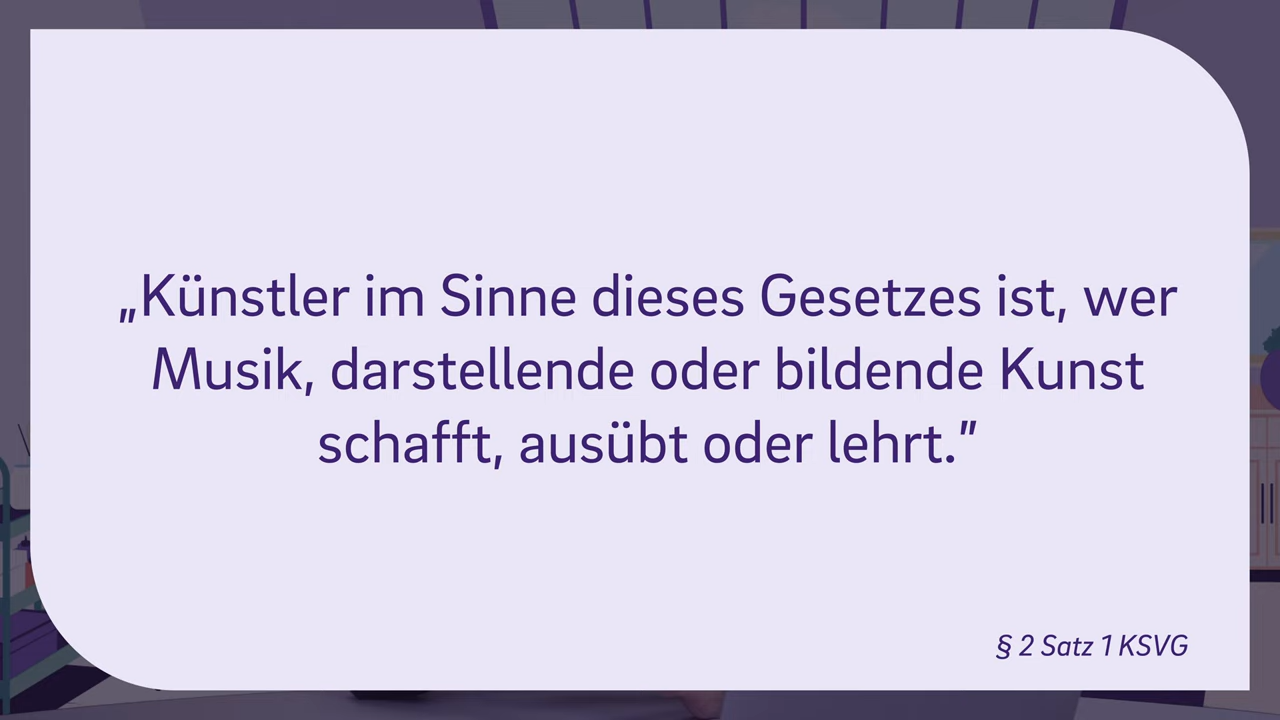 „Künstler im Sinne dieses Gesetzes ist, wer
Musik, darstellende oder bildende Kunst
schafft, ausübt oder lehrt.”
§ 2 Satz 1 KSVG